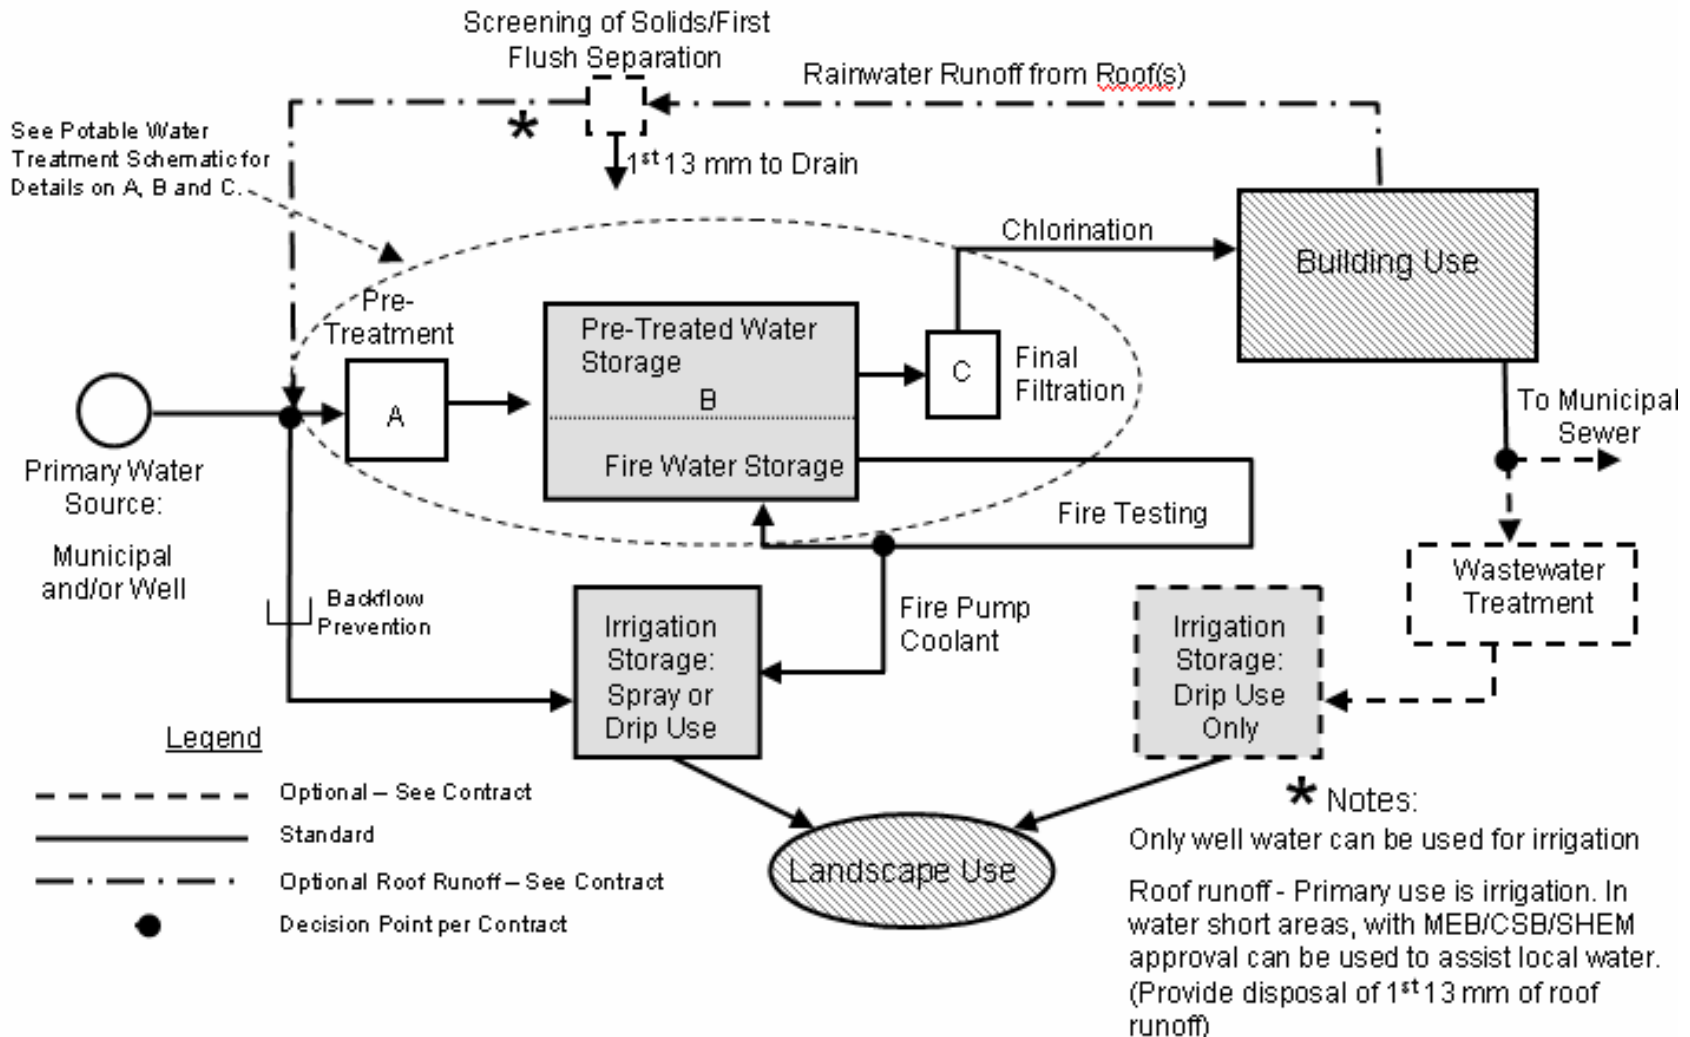 Screening of Solids/First
Flush Separation
Rainwater Runoff from Roof(s)
See Potable Water
Treatment Schematic for
Details on A, B and C.
*
1st 13 mm to Drain
Chlorination
Building Use
Pre-
Treatment
A
Pre-Treated Water
Storage
B
Fire Water Storage
C
Final
Filtration
To Municipal
Sewer
Primary Water
Source:
Municipal
and/or Well
Fire Testing
Wastewater
Treatment
Backflow
Prevention
Irrigation
Storage:
Spray or
Drip Use
Fire Pump
Coolant
Irrigation
Storage:
Drip Use
Only
Legend
Optional – See Contract
Standard
Optional Roof Runoff – See Contract
Decision Point per Contract
Landscape Use
* Notes:
Only well water can be used for irrigation
Roof runoff - Primary use is irrigation. In
water short areas, with MEB/CSB/SHEM
approval can be used to assist local water.
(Provide disposal of 1st 13 mm of roof
runoff)